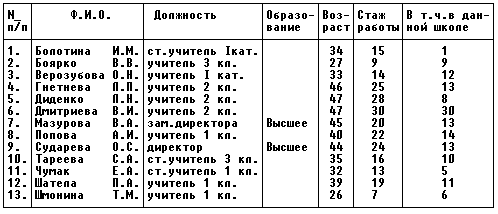 N_ Ф.И.О. Должность Образо- Воз- Стаж В т.ч.в дан-
п/п вание раст работы ной школе
1. Болотина И.М. ст.учитель Iкат. 34 15 1
2. Боярко В.В. учитель 3 кл. 27 9 9
3. Верозубова О.Н. учитель I кат. 33 14 12
4. Гнетнева Л.П. учитель 2 кл. 46 25 13
5. Диденко П.Н. учитель 2 кл. 47 28 8
6. Дмитриева В.И. учитель 2 кл. 47 30 30
7. Мазурова В.А. зам.директора Высшее 45 20 13
8. Попова А.И. учитель 1 кл. 40 22 14
9. Сударева О.С. директор Высшее 44 24 13
10. Тареева С.А. ст.учитель 3 кл. 35 16 10
11. Чумак Е.А. ст.учитель 1 кл. 32 13 5
12. Шатела П.А. учитель 1 кл. 39 19 11
13. Шмонина Т.М. учитель 1 кл. 26 7 6